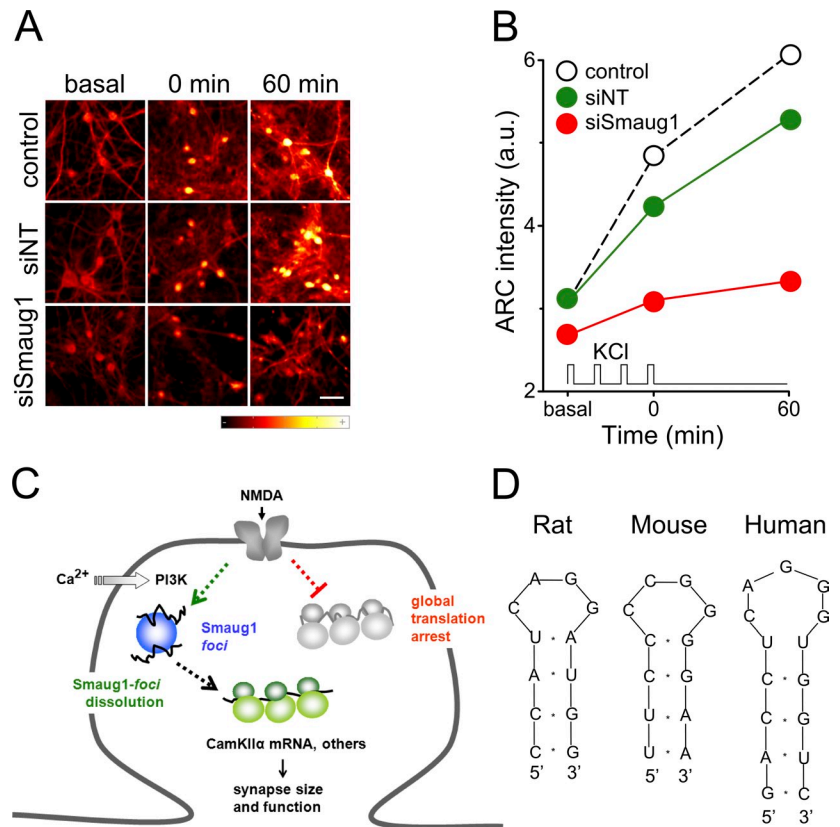 A
basal 0 min 60 min
control
siNT
siSmaug1
- +
B
6
4
2
ARC intensity (a.u.)
control
siNT
siSmaug1
KCl
basal 0 60
Time (min)
C
NMDA
Ca2+ PI3K
Smaug1
foci
global
translation
arrest
Smaug1-foci
dissolution
CamKIIα mRNA, others
synapse size
and function
D
Rat Mouse Human
A G
C G
U * A
A * U
C * G
C * G
5' 3'
C G
C G
C * G
C * G
U * A
U * A
5' 3'
G
A G
C G
U U
C * G
C * G
A * U
G * C
5' 3'